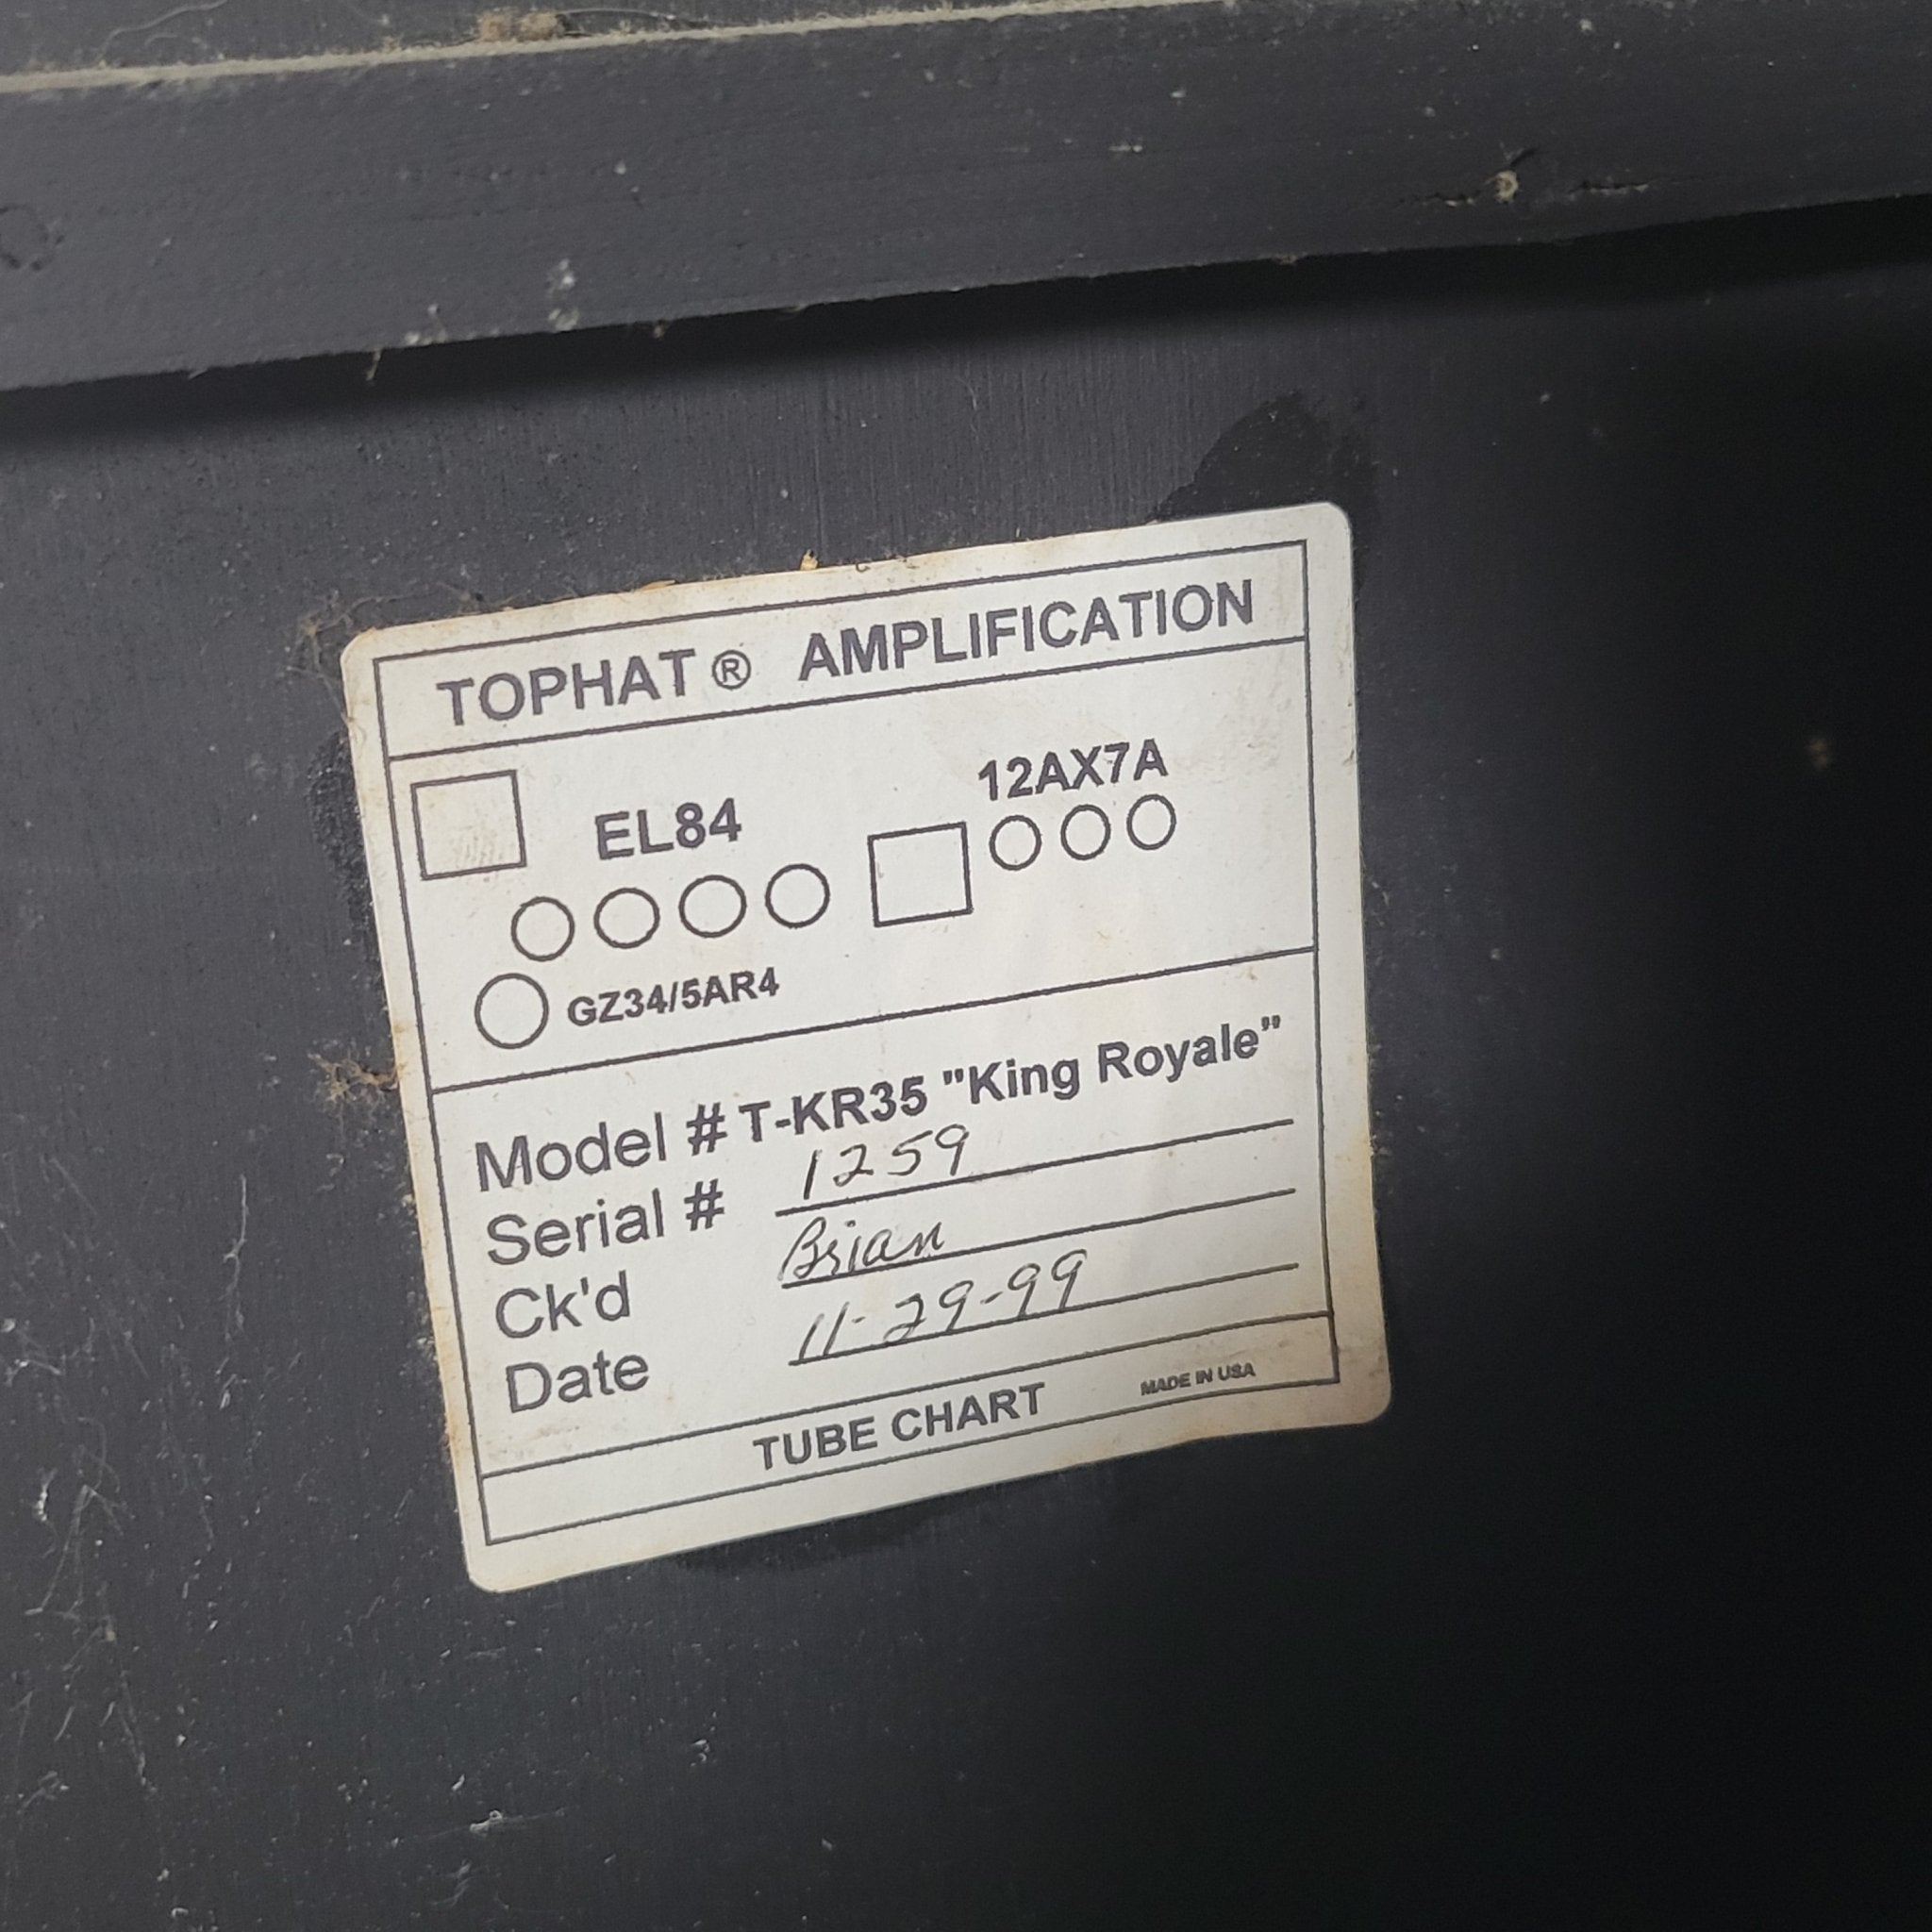 TOPHAT ® AMPLIFICATION
12AX7A
EL84
GZ34/5AR4
Model # T-KR35 "King Royale"
Serial # 1259
Ck'd Brian
Date 11-29-99
TUBE CHART MADE IN USA